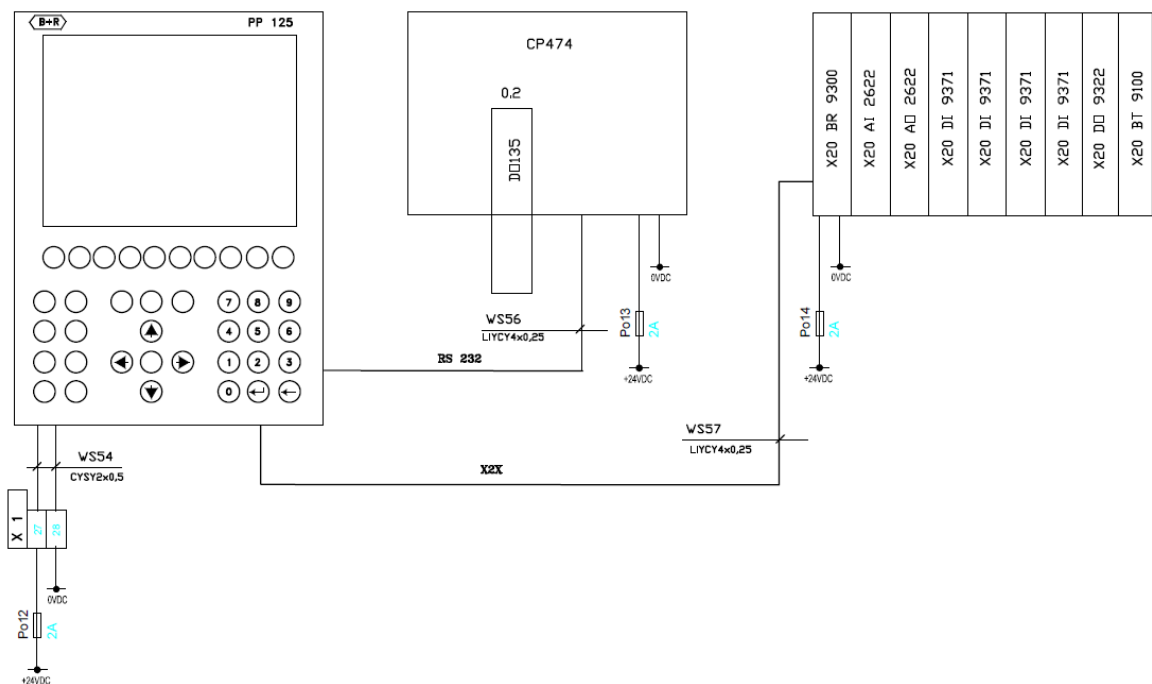 B+R
PP 125
7 8 9
4 5 6
1 2 3
0
WS54
CYSY2x0,5
X 1
27
28
0VDC
Po12
2A
+24VDC
CP474
0.2
DO135
WS56
LIYCY4x0,25
RS 232
0VDC
Po13
2A
+24VDC
WS57
LIYCY4x0,25
X2X
X20 BR 9300
X20 AI 2622
X20 AO 2622
X20 DI 9371
X20 DI 9371
X20 DI 9371
X20 DI 9371
X20 DO 9322
X20 BT 9100
0VDC
Po14
2A
+24VDC